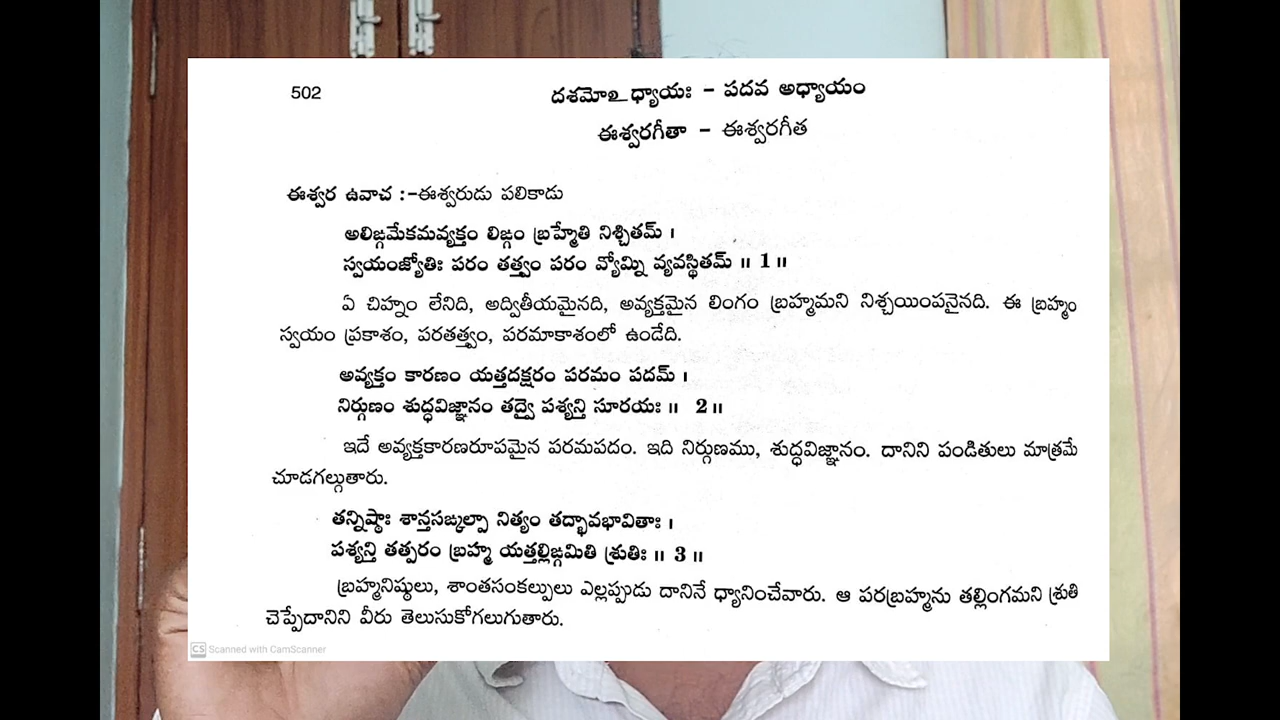 502
దశమోఽధ్యాయః - పదవ అధ్యాయం
ఈశ్వరగీతా - ఈశ్వరగీత
ఈశ్వర ఉవాచ :-ఈశ్వరుడు పలికాడు
అలిఙ్గమేకమవ్యక్తం లిఙ్గం బ్రహ్మేతి నిశ్చితమ్ ।
స్వయంజ్యోతిః పరం తత్త్వం పరం వ్యోమ్ని వ్యవస్థితమ్ ॥ 1 ॥
ఏ చిహ్నం లేనిది, అద్వితీయమైనది, అవ్యక్తమైన లింగం బ్రహ్మమని నిశ్చయింపనైనది. ఈ బ్రహ్మం
స్వయం ప్రకాశం, పరతత్త్వం, పరమాకాశంలో ఉండేది.
అవ్యక్తం కారణం యత్తదక్షరం పరమం పదమ్ ।
నిర్గుణం శుద్ధవిజ్ఞానం తద్వై పశ్యన్తి సూరయః ॥ 2 ॥
ఇదే అవ్యక్తకారణరూపమైన పరమపదం. ఇది నిర్గుణము, శుద్ధవిజ్ఞానం. దానిని పండితులు మాత్రమే
చూడగల్గుతారు.
తన్నిష్ఠాః శాన్తసఙ్కల్పా నిత్యం తద్భావభావితాః ।
పశ్యన్తి తత్పరం బ్రహ్మ యత్తల్లిఙ్గమితి శ్రుతిః ॥ 3 ॥
బ్రహ్మనిష్ఠులు, శాంతసంకల్పులు ఎల్లప్పుడు దానినే ధ్యానించేవారు. ఆ పరబ్రహ్మను తల్లింగమని శ్రుతి
చెప్పేదానిని వీరు తెలుసుకోగలుగుతారు.
CS Scanned with CamScanner